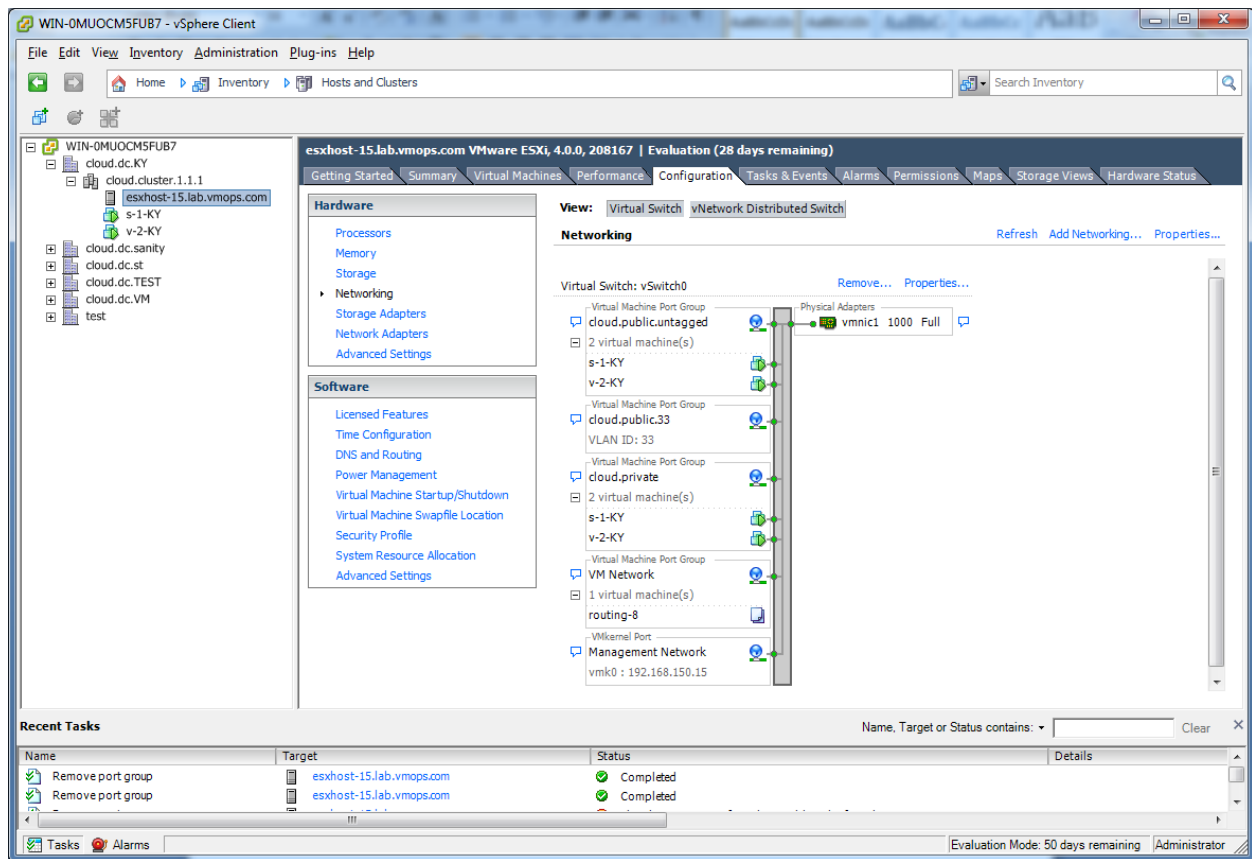 WIN-0MUOCM5FUB7 - vSphere Client
File Edit View Inventory Administration Plug-ins Help
Home Inventory Hosts and Clusters
Search Inventory
WIN-0MUOCM5FUB7
cloud.dc.KY
cloud.cluster.1.1.1
esxhost-15.lab.vmops.com
s-1-KY
v-2-KY
cloud.dc.sanity
cloud.dc.st
cloud.dc.TEST
cloud.dc.VM
test
esxhost-15.lab.vmops.com VMware ESXi, 4.0.0, 208167 | Evaluation (28 days remaining)
Getting Started Summary Virtual Machines Performance Configuration Tasks & Events Alarms Permissions Maps Storage Views Hardware Status
Hardware
Processors
Memory
Storage
Networking
Storage Adapters
Network Adapters
Advanced Settings
Software
Licensed Features
Time Configuration
DNS and Routing
Power Management
Virtual Machine Startup/Shutdown
Virtual Machine Swapfile Location
Security Profile
System Resource Allocation
Advanced Settings
View: Virtual Switch vNetwork Distributed Switch
Networking
Refresh Add Networking... Properties...
Virtual Switch: vSwitch0
Remove... Properties...
Virtual Machine Port Group
cloud.public.untagged
2 virtual machine(s)
s-1-KY
v-2-KY
Physical Adapters
vmnic1 1000 Full
Virtual Machine Port Group
cloud.public.33
VLAN ID: 33
Virtual Machine Port Group
cloud.private
2 virtual machine(s)
s-1-KY
v-2-KY
Virtual Machine Port Group
VM Network
1 virtual machine(s)
routing-8
VMkernel Port
Management Network
vmk0 : 192.168.150.15
Recent Tasks
Name, Target or Status contains:
Clear
Name Target Status Details
Remove port group esxhost-15.lab.vmops.com Completed
Remove port group esxhost-15.lab.vmops.com Completed
Tasks Alarms
Evaluation Mode: 50 days remaining Administrator